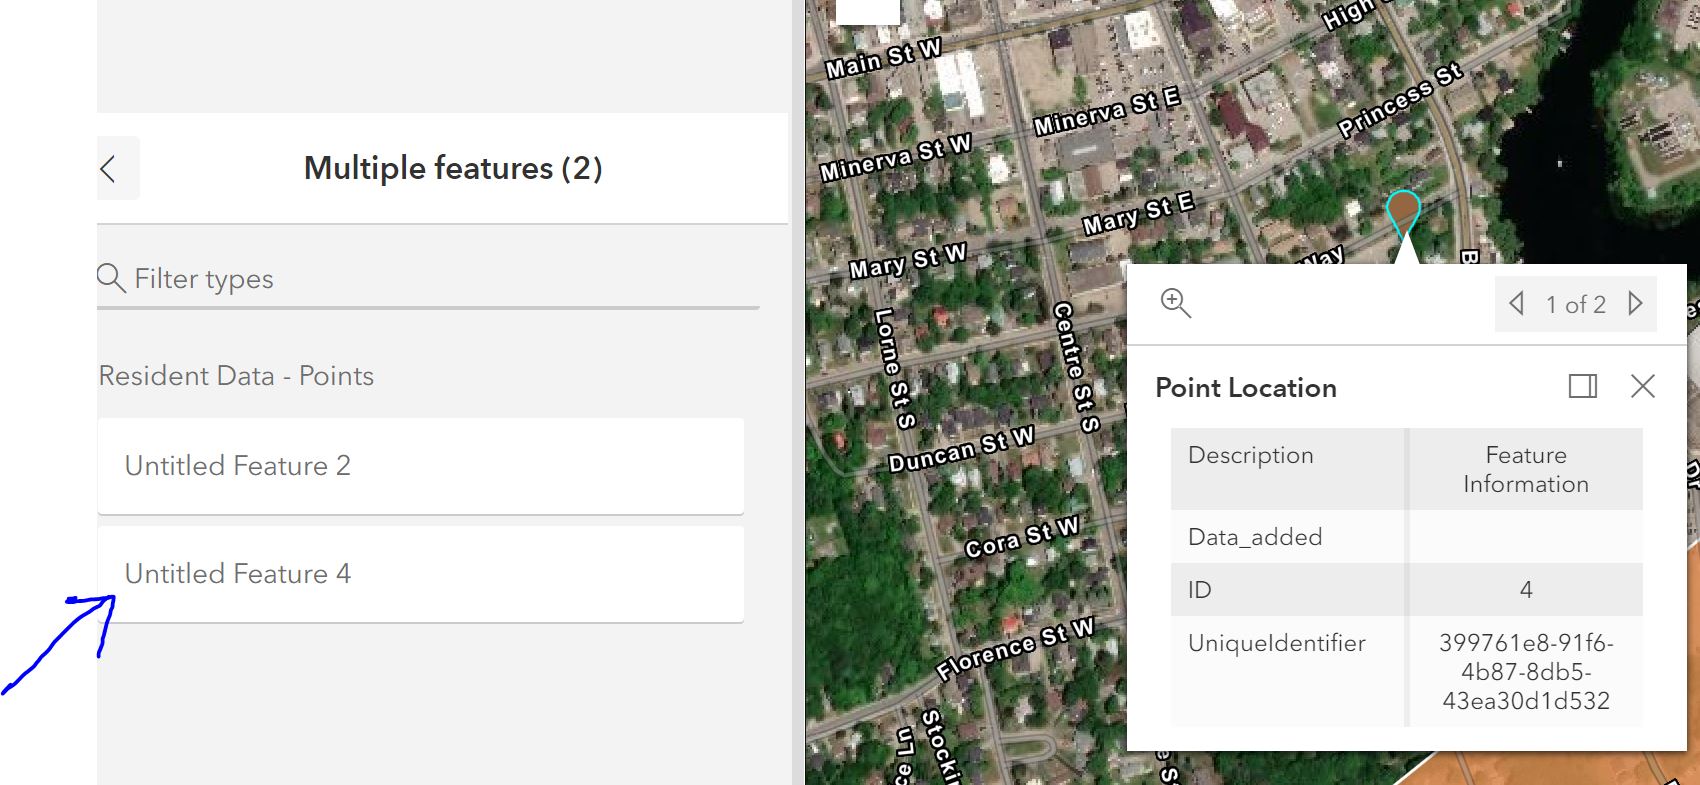 Multiple features (2)
Filter types
Resident Data - Points
Untitled Feature 2
Untitled Feature 4
Main St W
High
Minerva St E
Princess St
Minerva St W
Mary St E
Mary St W
Way
B
Lorne St S
Centre St S
Duncan St W
Cora St W
Florence St W
1 of 2
Point Location
Description
Feature
Information
Data_added
ID
4
UniqueIdentifier
399761e8-91f6-
4b87-8db5-
43ea30d1d532